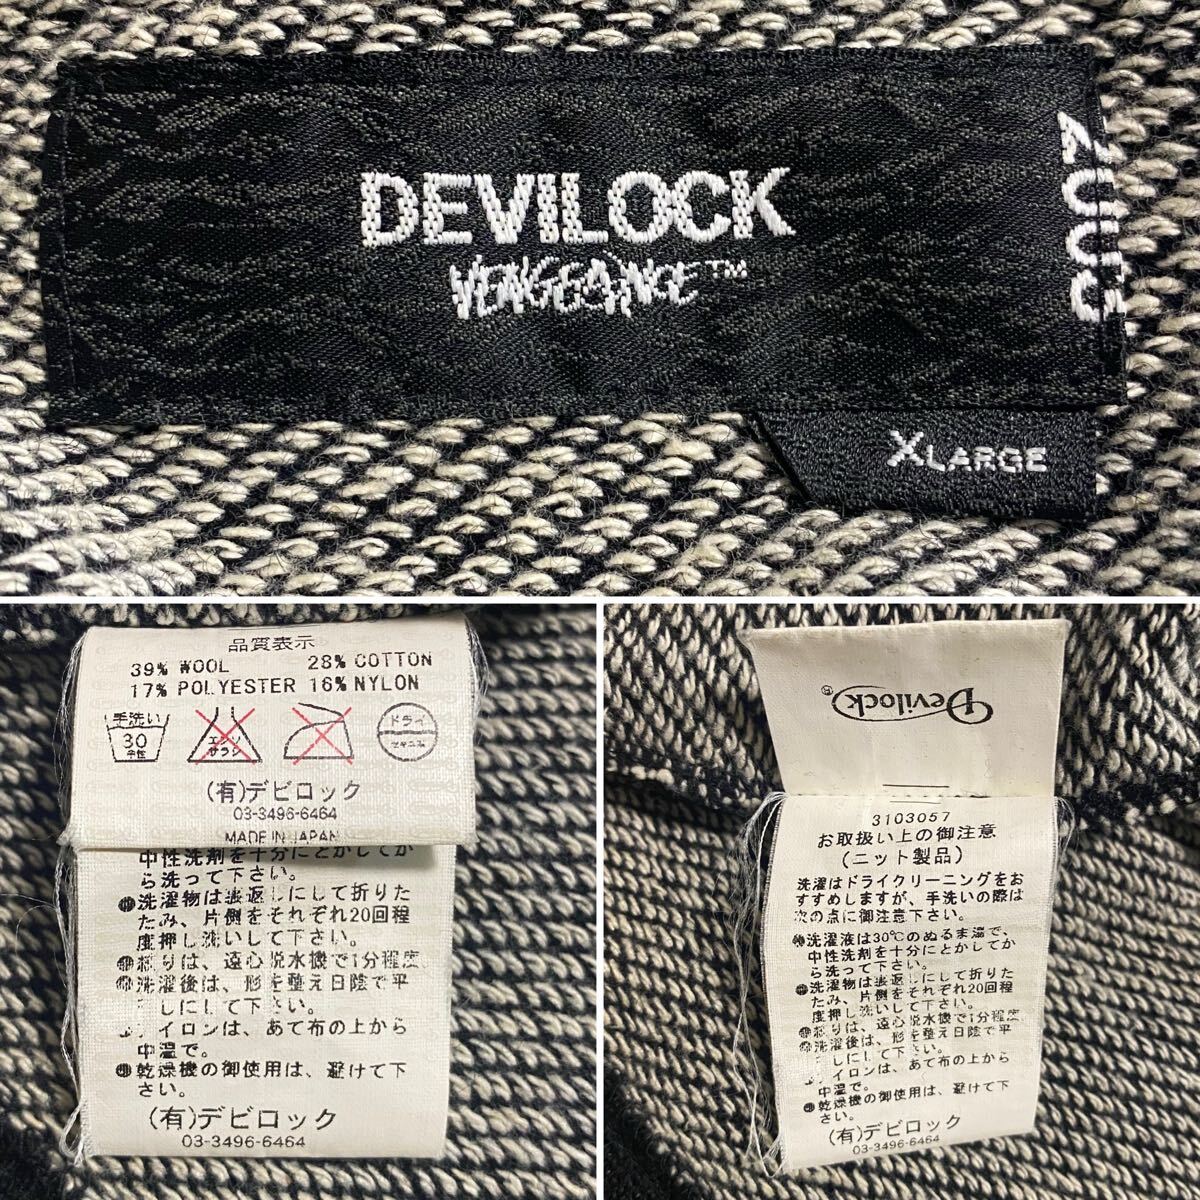 DEVILOCK
VENGEANCE™
XLARGE
品質表示
39% WOOL 28% COTTON
17% POLYESTER 16% NYLON
手洗い
30
中性
エンソ
サラシ
ドライ
(有)デビロック
03-3496-6464
MADE IN JAPAN
中性洗剤を十分にとかしてか
ら洗って下さい。
洗濯物は裏返しにして折りた
たみ、片側をそれぞれ20回程
度押し洗いして下さい。
絞りは、遠心脱水機で1分程度。
洗濯後は、形を整え日陰で平
干しにして下さい。
アイロンは、あて布の上から
中温で。
乾燥機の御使用は、避けて下
さい。
(有)デビロック
03-3496-6464
Devilock®
3103057
お取扱い上の御注意
(ニット製品)
洗濯はドライクリーニングをお
すすめしますが、手洗いの際は
次の点に御注意下さい。
洗濯液は30℃のぬるま湯で、
中性洗剤を十分にとかしてか
ら洗って下さい。
洗濯物は裏返しにして折りた
たみ、片側をそれぞれ20回程
度押し洗いして下さい。
絞りは、遠心脱水機で1分程度。
洗濯後は、形を整え日陰で平
干しにして下さい。
アイロンは、あて布の上から
中温で。
乾燥機の御使用は、避けて下
さい。
(有)デビロック
03-3496-6464